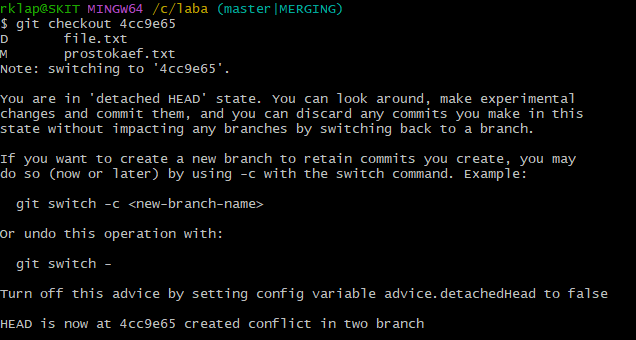 rklap@SKIT MINGW64 /c/laba (master|MERGING)
$ git checkout 4cc9e65
D       file.txt
M       prostokaef.txt
Note: switching to '4cc9e65'.

You are in 'detached HEAD' state. You can look around, make experimental
changes and commit them, and you can discard any commits you make in this
state without impacting any branches by switching back to a branch.

If you want to create a new branch to retain commits you create, you may
do so (now or later) by using -c with the switch command. Example:

  git switch -c <new-branch-name>

Or undo this operation with:

  git switch -

Turn off this advice by setting config variable advice.detachedHead to false

HEAD is now at 4cc9e65 created conflict in two branch